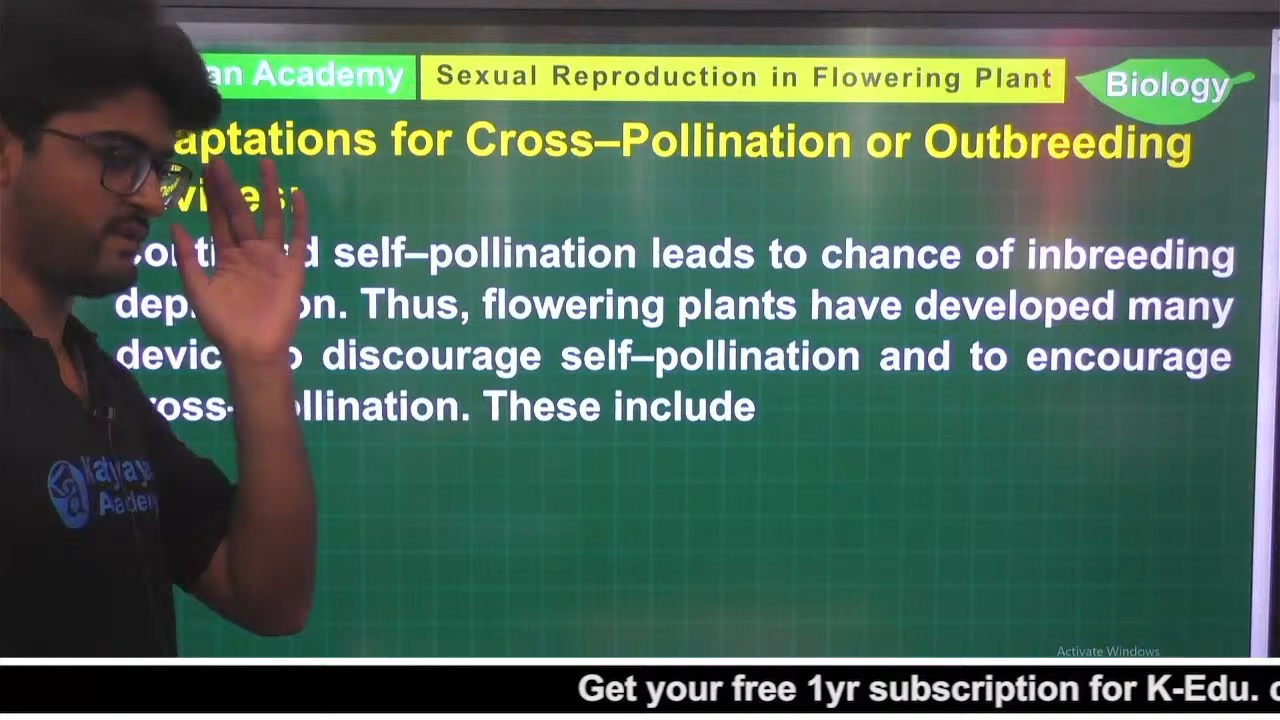 an Academy
Sexual Reproduction in Flowering Plant
Biology
aptations for Cross–Pollination or Outbreeding
self–pollination leads to chance of inbreeding
Thus, flowering plants have developed many
discourage self–pollination and to encourage
These include
Academy
Activate Windows
Get your free 1yr subscription for K-Edu.